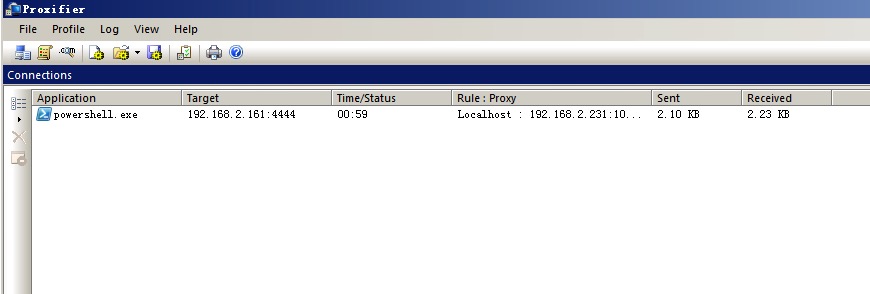 Proxifier
File Profile Log View Help
.com
Connections
Application Target Time/Status Rule : Proxy Sent Received
powershell.exe 192.168.2.161:4444 00:59 Localhost : 192.168.2.231:10... 2.10 KB 2.23 KB